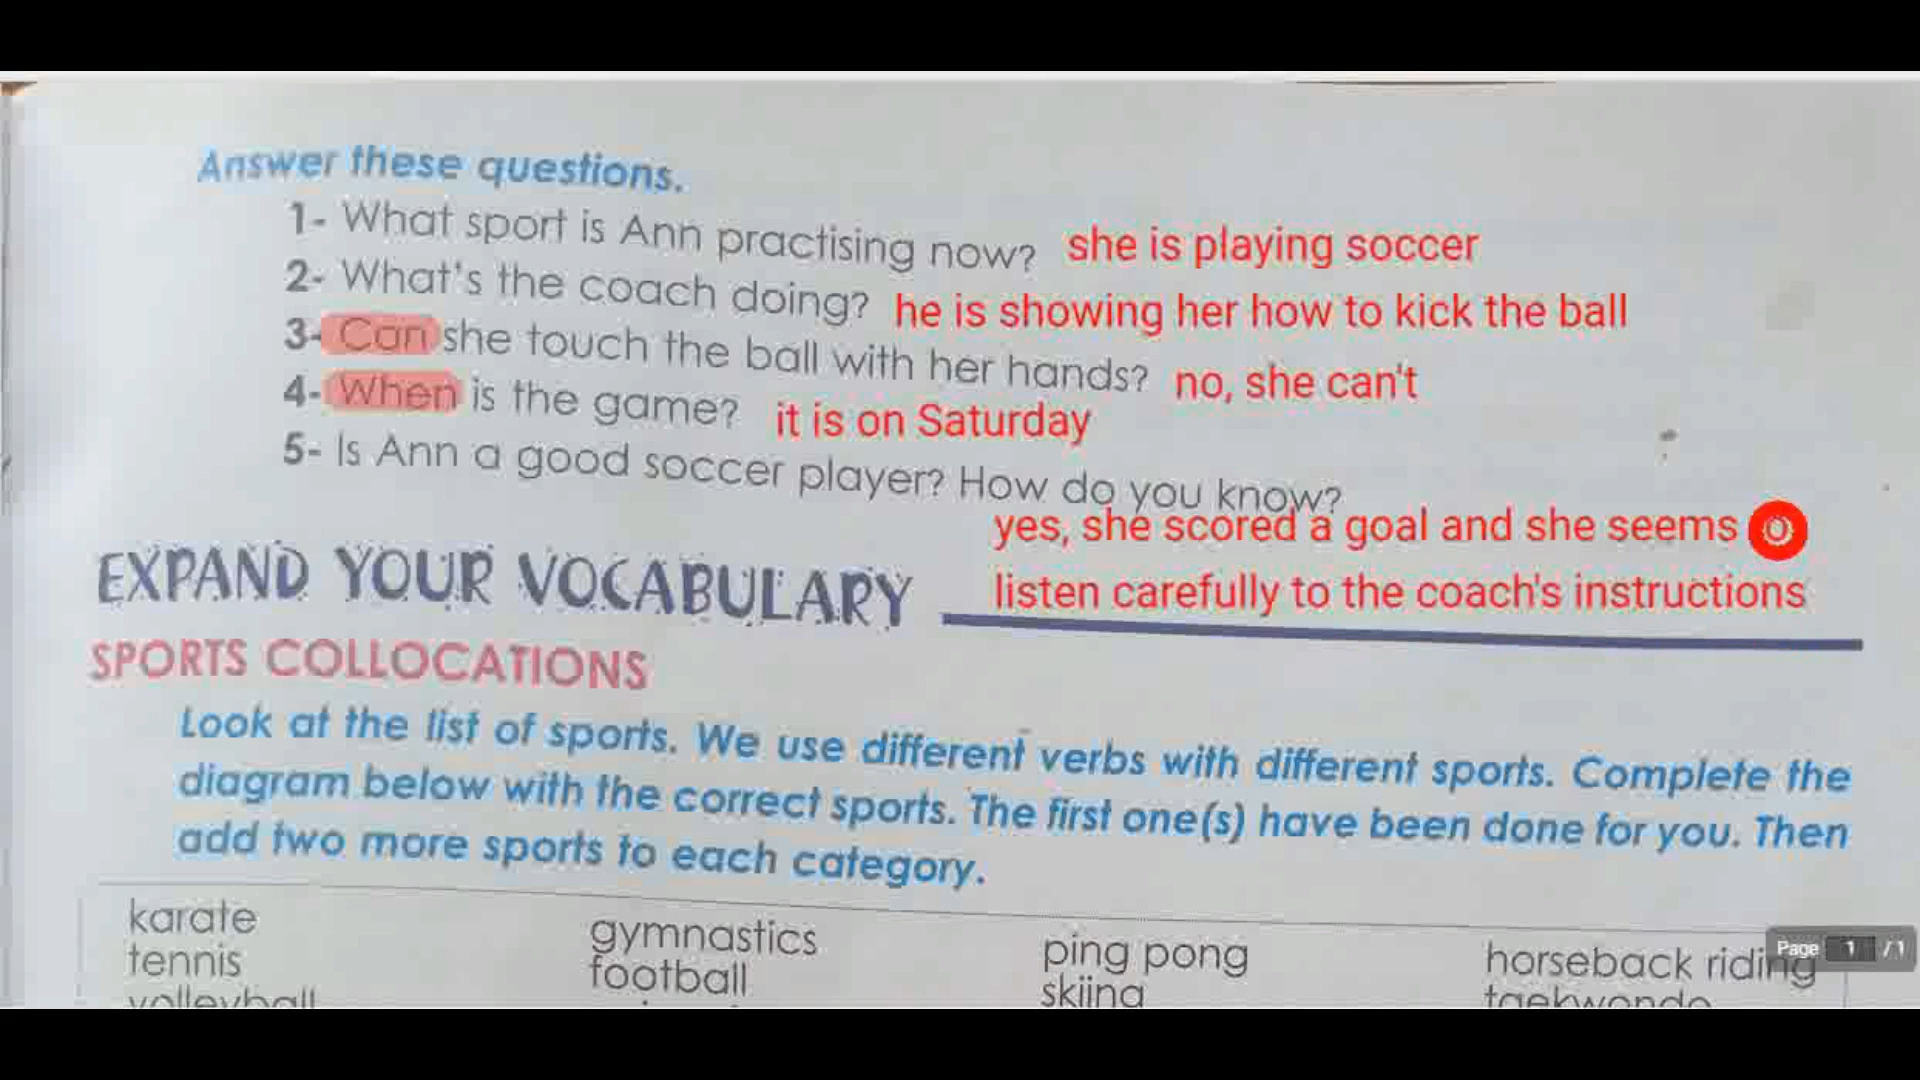 Answer these questions.
1- What sport is Ann practising now? she is playing soccer
2- What's the coach doing? he is showing her how to kick the ball
3- Can she touch the ball with her hands? no, she can't
4- When is the game? it is on Saturday
5- Is Ann a good soccer player? How do you know?
yes, she scored a goal and she seems
listen carefully to the coach's instructions
EXPAND YOUR VOCABULARY
SPORTS COLLOCATIONS
Look at the list of sports. We use different verbs with different sports. Complete the
diagram below with the correct sports. The first one(s) have been done for you. Then
add two more sports to each category.
karate gymnastics ping pong horseback riding
tennis football skiing taekwondo
volleyball
Page 1 / 1